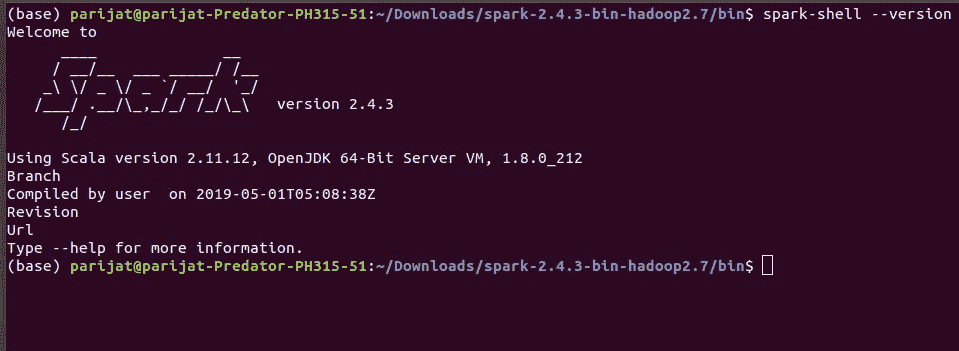 (base) parijat@parijat-Predator-PH315-51:~/Downloads/spark-2.4.3-bin-hadoop2.7/bin$ spark-shell --version
Welcome to
      ____              __
     / __/__  ___ _____/ /__
    _\ \/ _ \/ _ `/ __/  '_/
   /___/ .__/\_,_/_/ /_/\_\   version 2.4.3
      /_/
Using Scala version 2.11.12, OpenJDK 64-Bit Server VM, 1.8.0_212
Branch
Compiled by user  on 2019-05-01T05:08:38Z
Revision
Url
Type --help for more information.
(base) parijat@parijat-Predator-PH315-51:~/Downloads/spark-2.4.3-bin-hadoop2.7/bin$